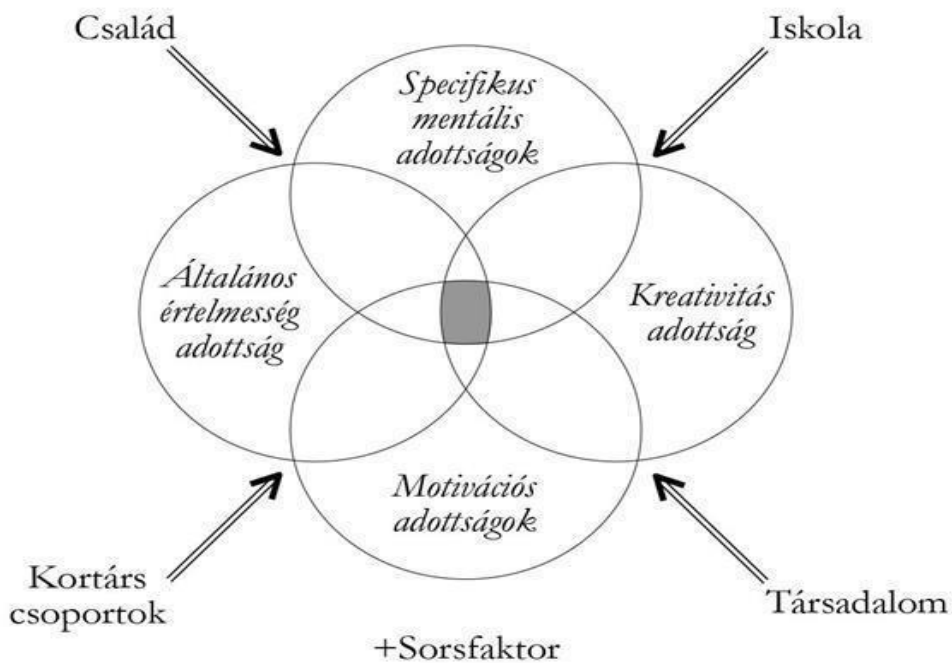 Család
Iskola
Specifikus
mentális
adottságok
Általános
értelmesség
adottság
Kreativitás
adottság
Motivációs
adottságok
Kortárs
csoportok
Társadalom
+Sorsfaktor